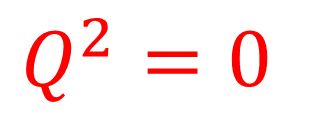 Q² = 0